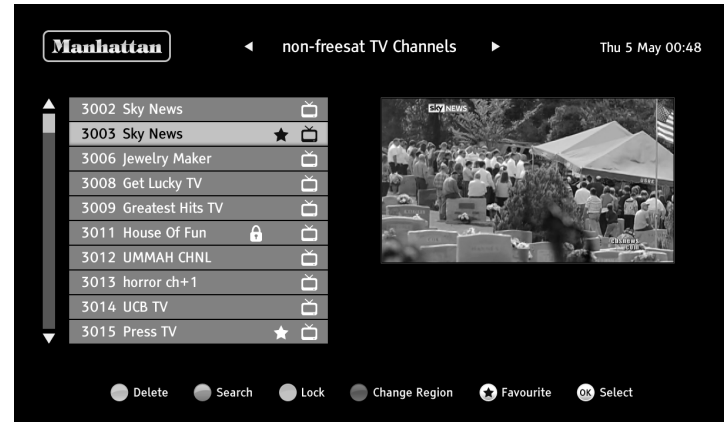 Manhattan
non-freesat TV Channels
Thu 5 May 00:48
3002 Sky News
3003 Sky News
3006 Jewelry Maker
3008 Get Lucky TV
3009 Greatest Hits TV
3011 House Of Fun
3012 UMMAH CHNL
3013 horror ch+1
3014 UCB TV
3015 Press TV
sky NEWS
cbsnews
.com
Delete
Search
Lock
Change Region
Favourite
OK Select